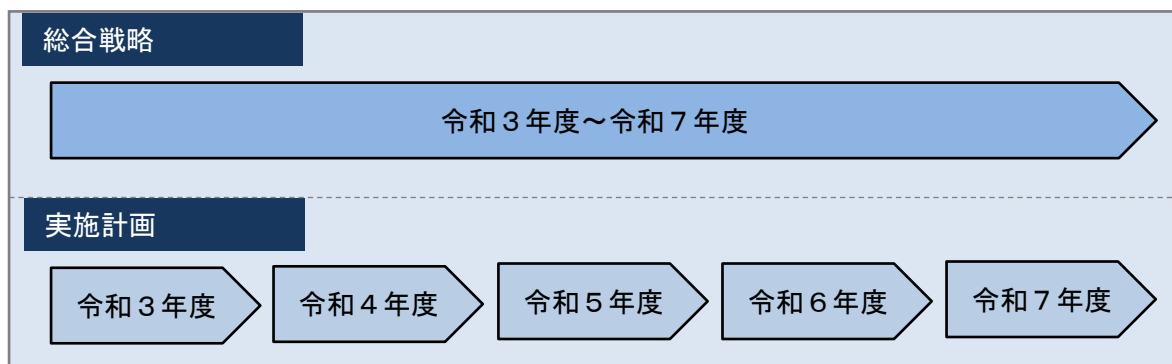 総合戦略
令和３年度～令和７年度
実施計画
令和３年度
令和４年度
令和５年度
令和６年度
令和７年度